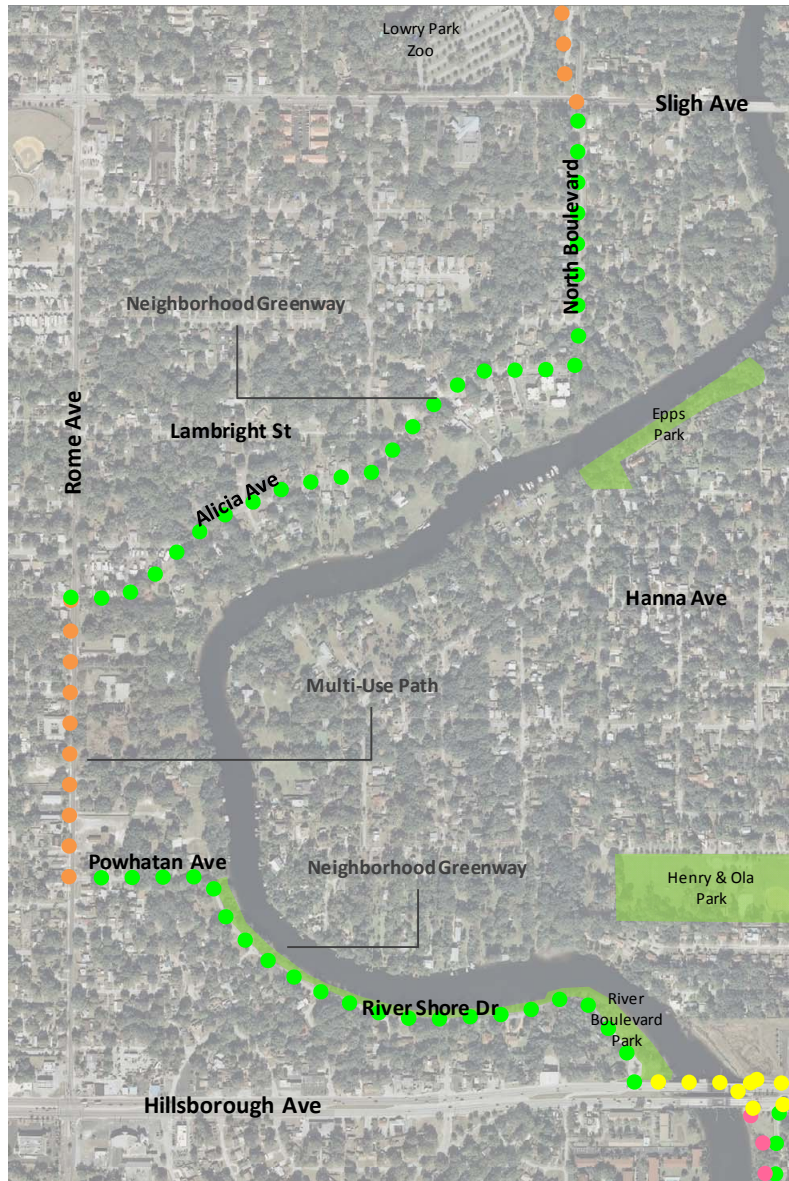 Lowry Park
Zoo
Sligh Ave
North Boulevard
Neighborhood Greenway
Rome Ave
Lambright St
Epps
Park
Alicia Ave
Hanna Ave
Multi-Use Path
Powhatan Ave
Neighborhood Greenway
Henry & Ola
Park
River Shore Dr
River
Boulevard
Park
Hillsborough Ave